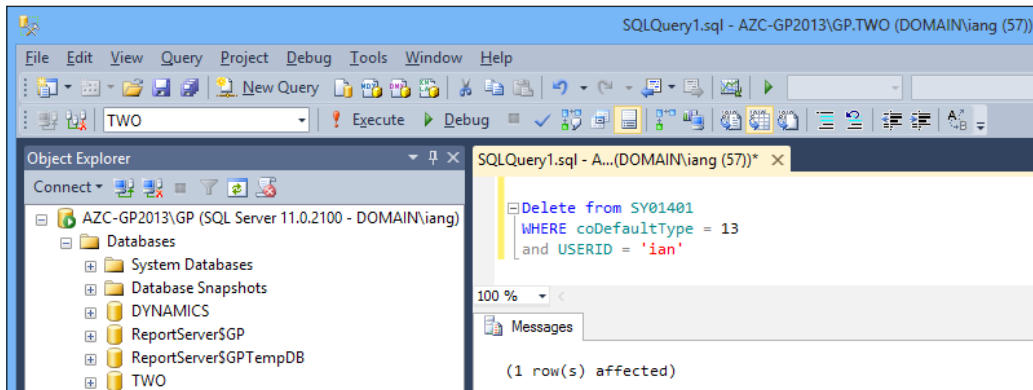 SQLQuery1.sql - AZC-GP2013\GP.TWO (DOMAIN\iang (57))
File Edit View Query Project Debug Tools Window Help
New Query
TWO
Execute Debug
Object Explorer
Connect
AZC-GP2013\GP (SQL Server 11.0.2100 - DOMAIN\iang)
Databases
System Databases
Database Snapshots
DYNAMICS
ReportServer$GP
ReportServer$GPTempDB
TWO
SQLQuery1.sql - A...(DOMAIN\iang (57))*
Delete from SY01401
WHERE coDefaultType = 13
and USERID = 'ian'
100 %
Messages
(1 row(s) affected)